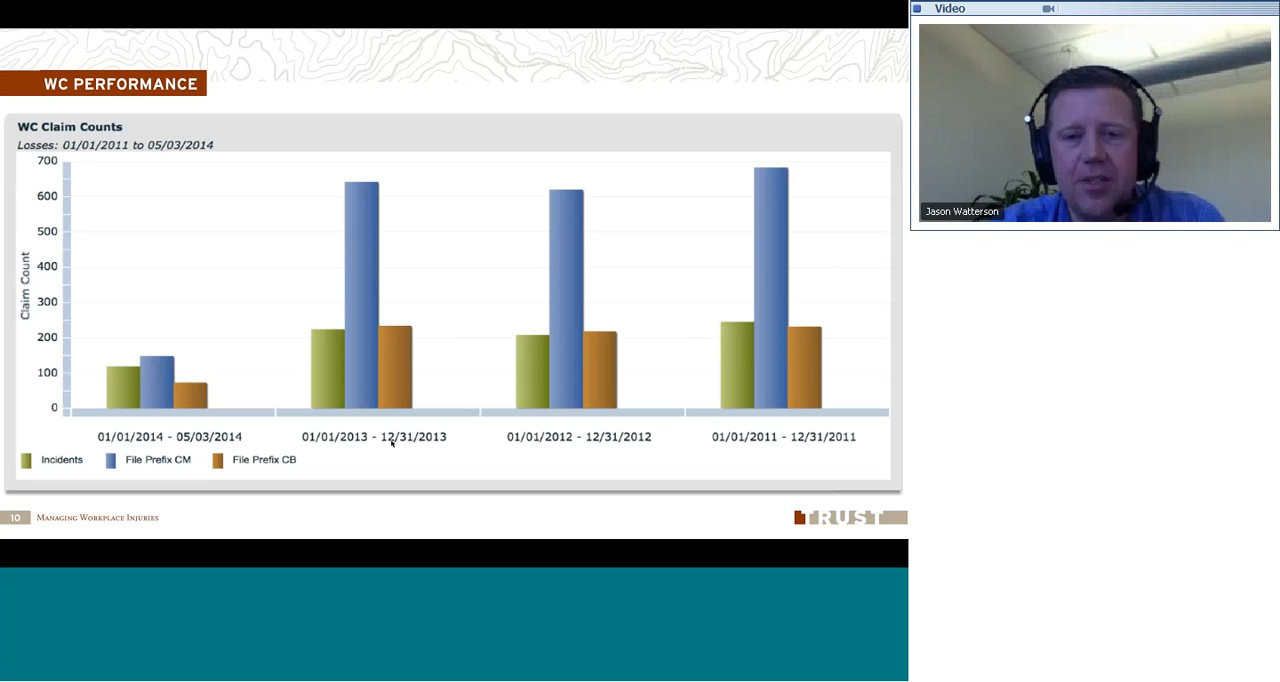 Video
WC PERFORMANCE
WC Claim Counts
Losses: 01/01/2011 to 05/03/2014
700
600
500
400
300
200
100
0
Claim Count
01/01/2014 - 05/03/2014
01/01/2013 - 12/31/2013
01/01/2012 - 12/31/2012
01/01/2011 - 12/31/2011
Incidents
File Prefix CM
File Prefix CB
10
Managing Workplace Injuries
TRUST
Jason Watterson